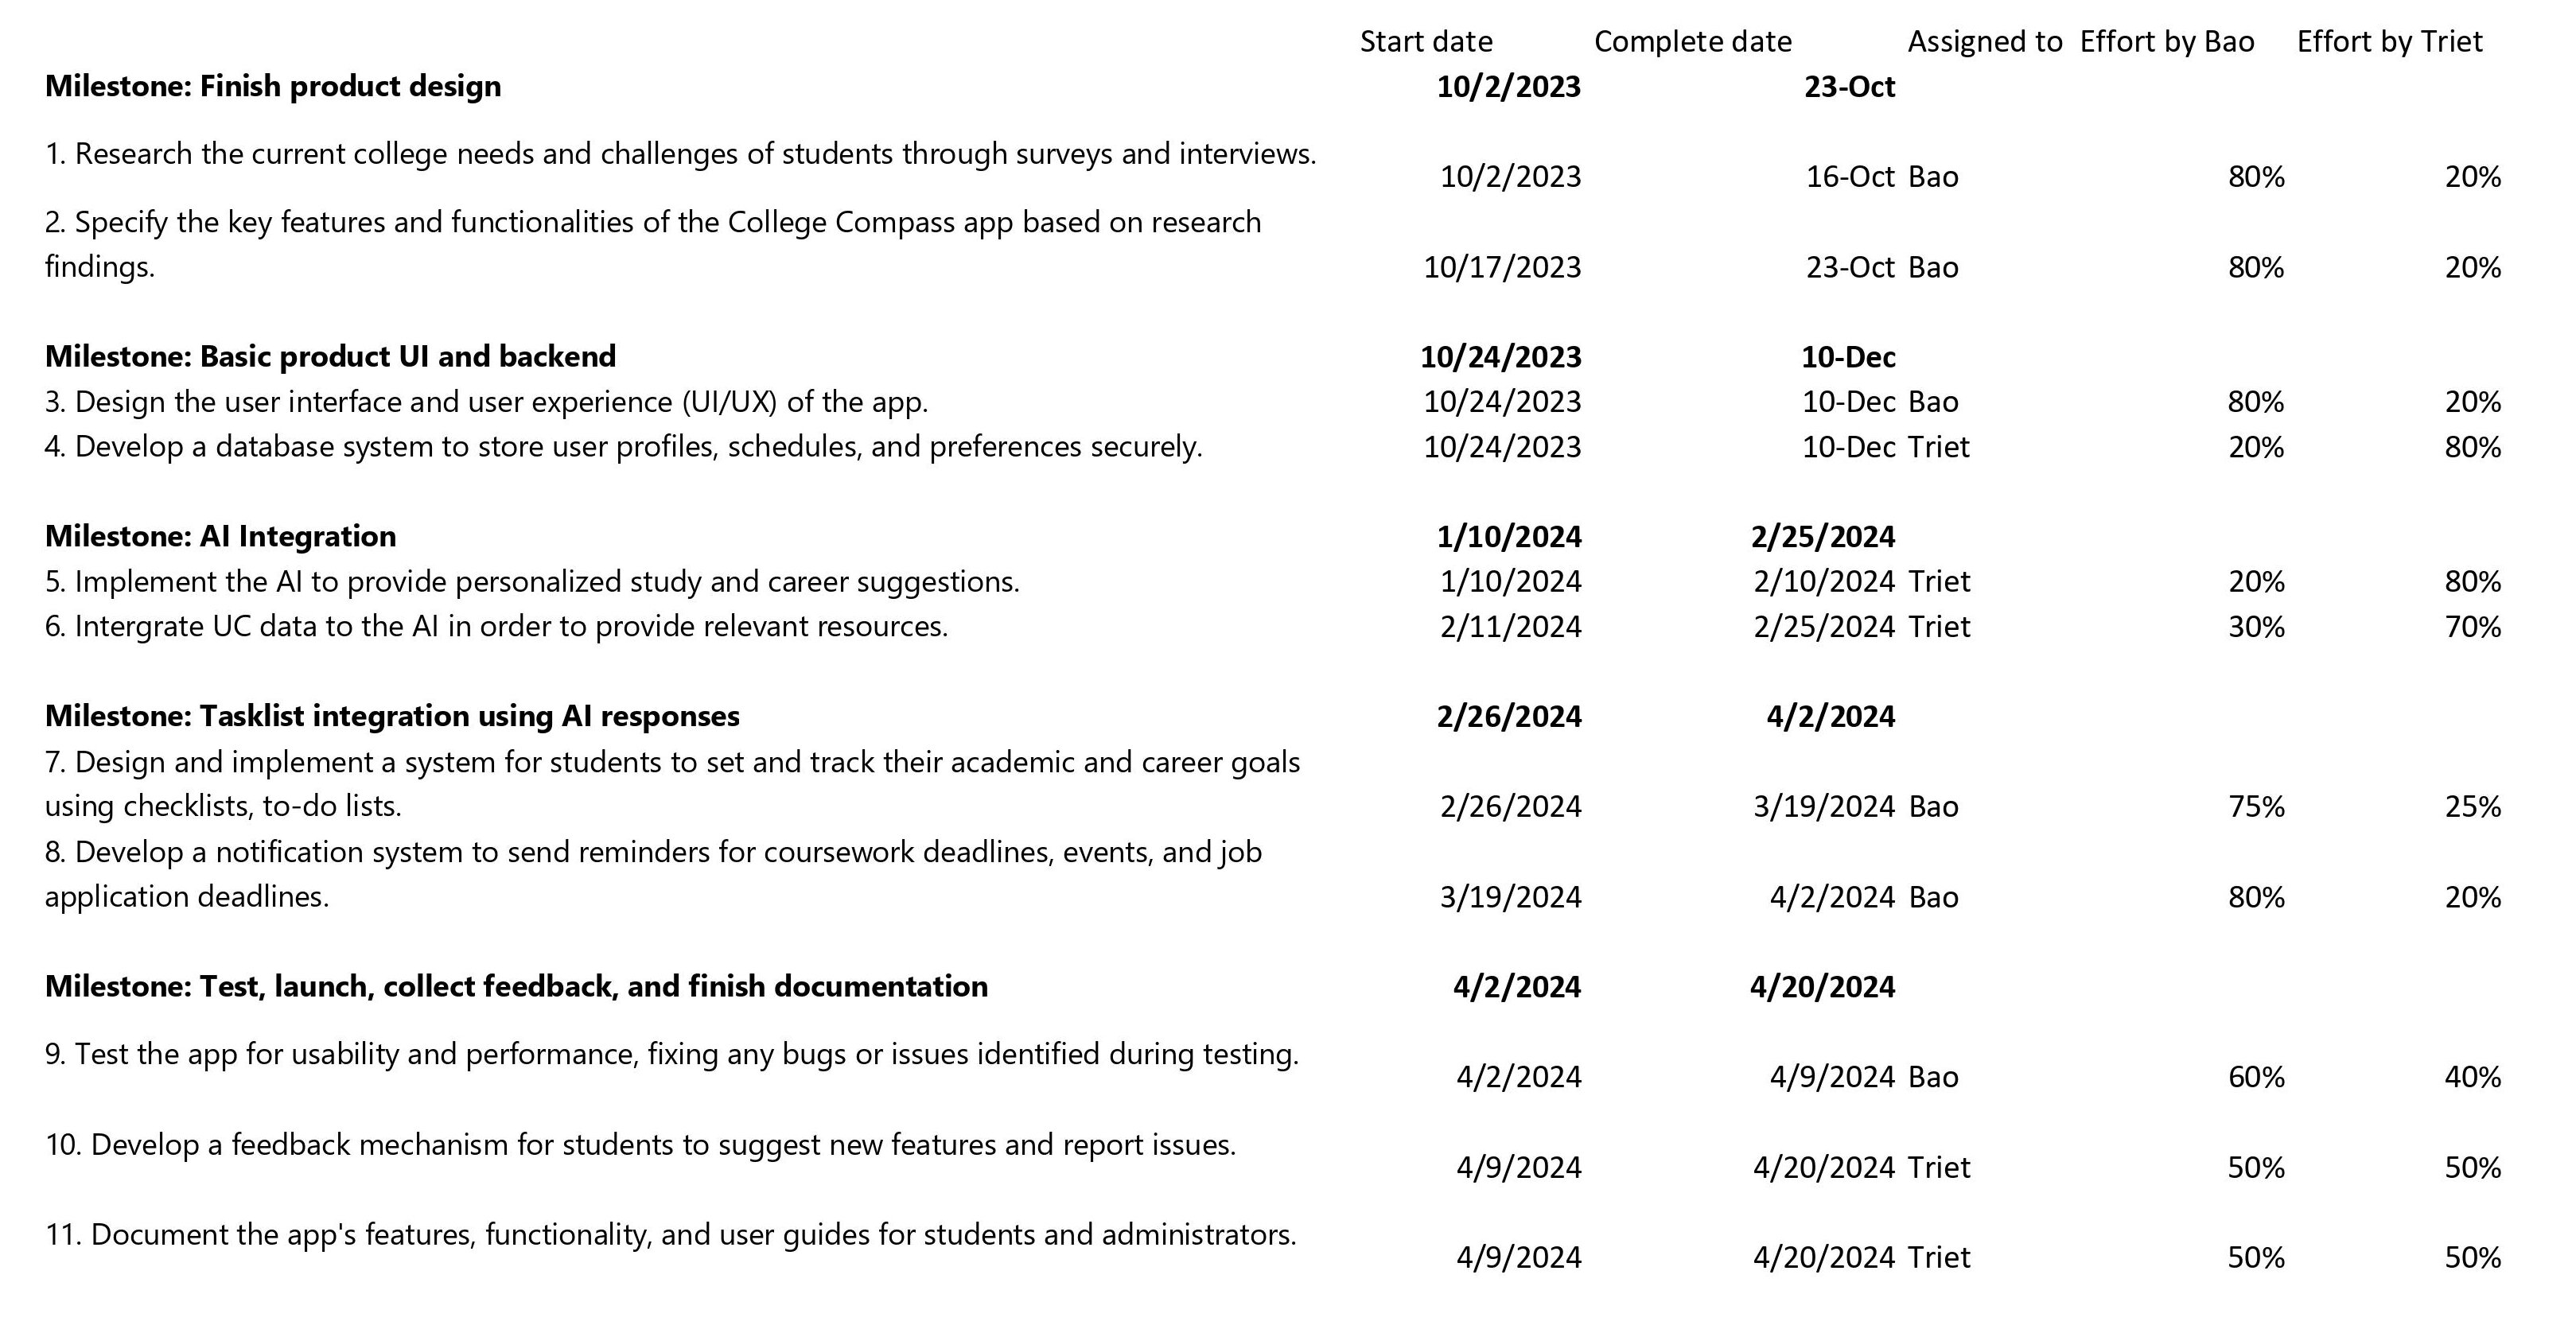 Start date Complete date Assigned to Effort by Bao Effort by Triet
Milestone: Finish product design 10/2/2023 23-Oct
1. Research the current college needs and challenges of students through surveys and interviews.
10/2/2023 16-Oct Bao 80% 20%
2. Specify the key features and functionalities of the College Compass app based on research
findings. 10/17/2023 23-Oct Bao 80% 20%
Milestone: Basic product UI and backend 10/24/2023 10-Dec
3. Design the user interface and user experience (UI/UX) of the app. 10/24/2023 10-Dec Bao 80% 20%
4. Develop a database system to store user profiles, schedules, and preferences securely. 10/24/2023 10-Dec Triet 20% 80%
Milestone: AI Integration 1/10/2024 2/25/2024
5. Implement the AI to provide personalized study and career suggestions. 1/10/2024 2/10/2024 Triet 20% 80%
6. Intergrate UC data to the AI in order to provide relevant resources. 2/11/2024 2/25/2024 Triet 30% 70%
Milestone: Tasklist integration using AI responses 2/26/2024 4/2/2024
7. Design and implement a system for students to set and track their academic and career goals
using checklists, to-do lists. 2/26/2024 3/19/2024 Bao 75% 25%
8. Develop a notification system to send reminders for coursework deadlines, events, and job
application deadlines. 3/19/2024 4/2/2024 Bao 80% 20%
Milestone: Test, launch, collect feedback, and finish documentation 4/2/2024 4/20/2024
9. Test the app for usability and performance, fixing any bugs or issues identified during testing.
4/2/2024 4/9/2024 Bao 60% 40%
10. Develop a feedback mechanism for students to suggest new features and report issues.
4/9/2024 4/20/2024 Triet 50% 50%
11. Document the app's features, functionality, and user guides for students and administrators.
4/9/2024 4/20/2024 Triet 50% 50%